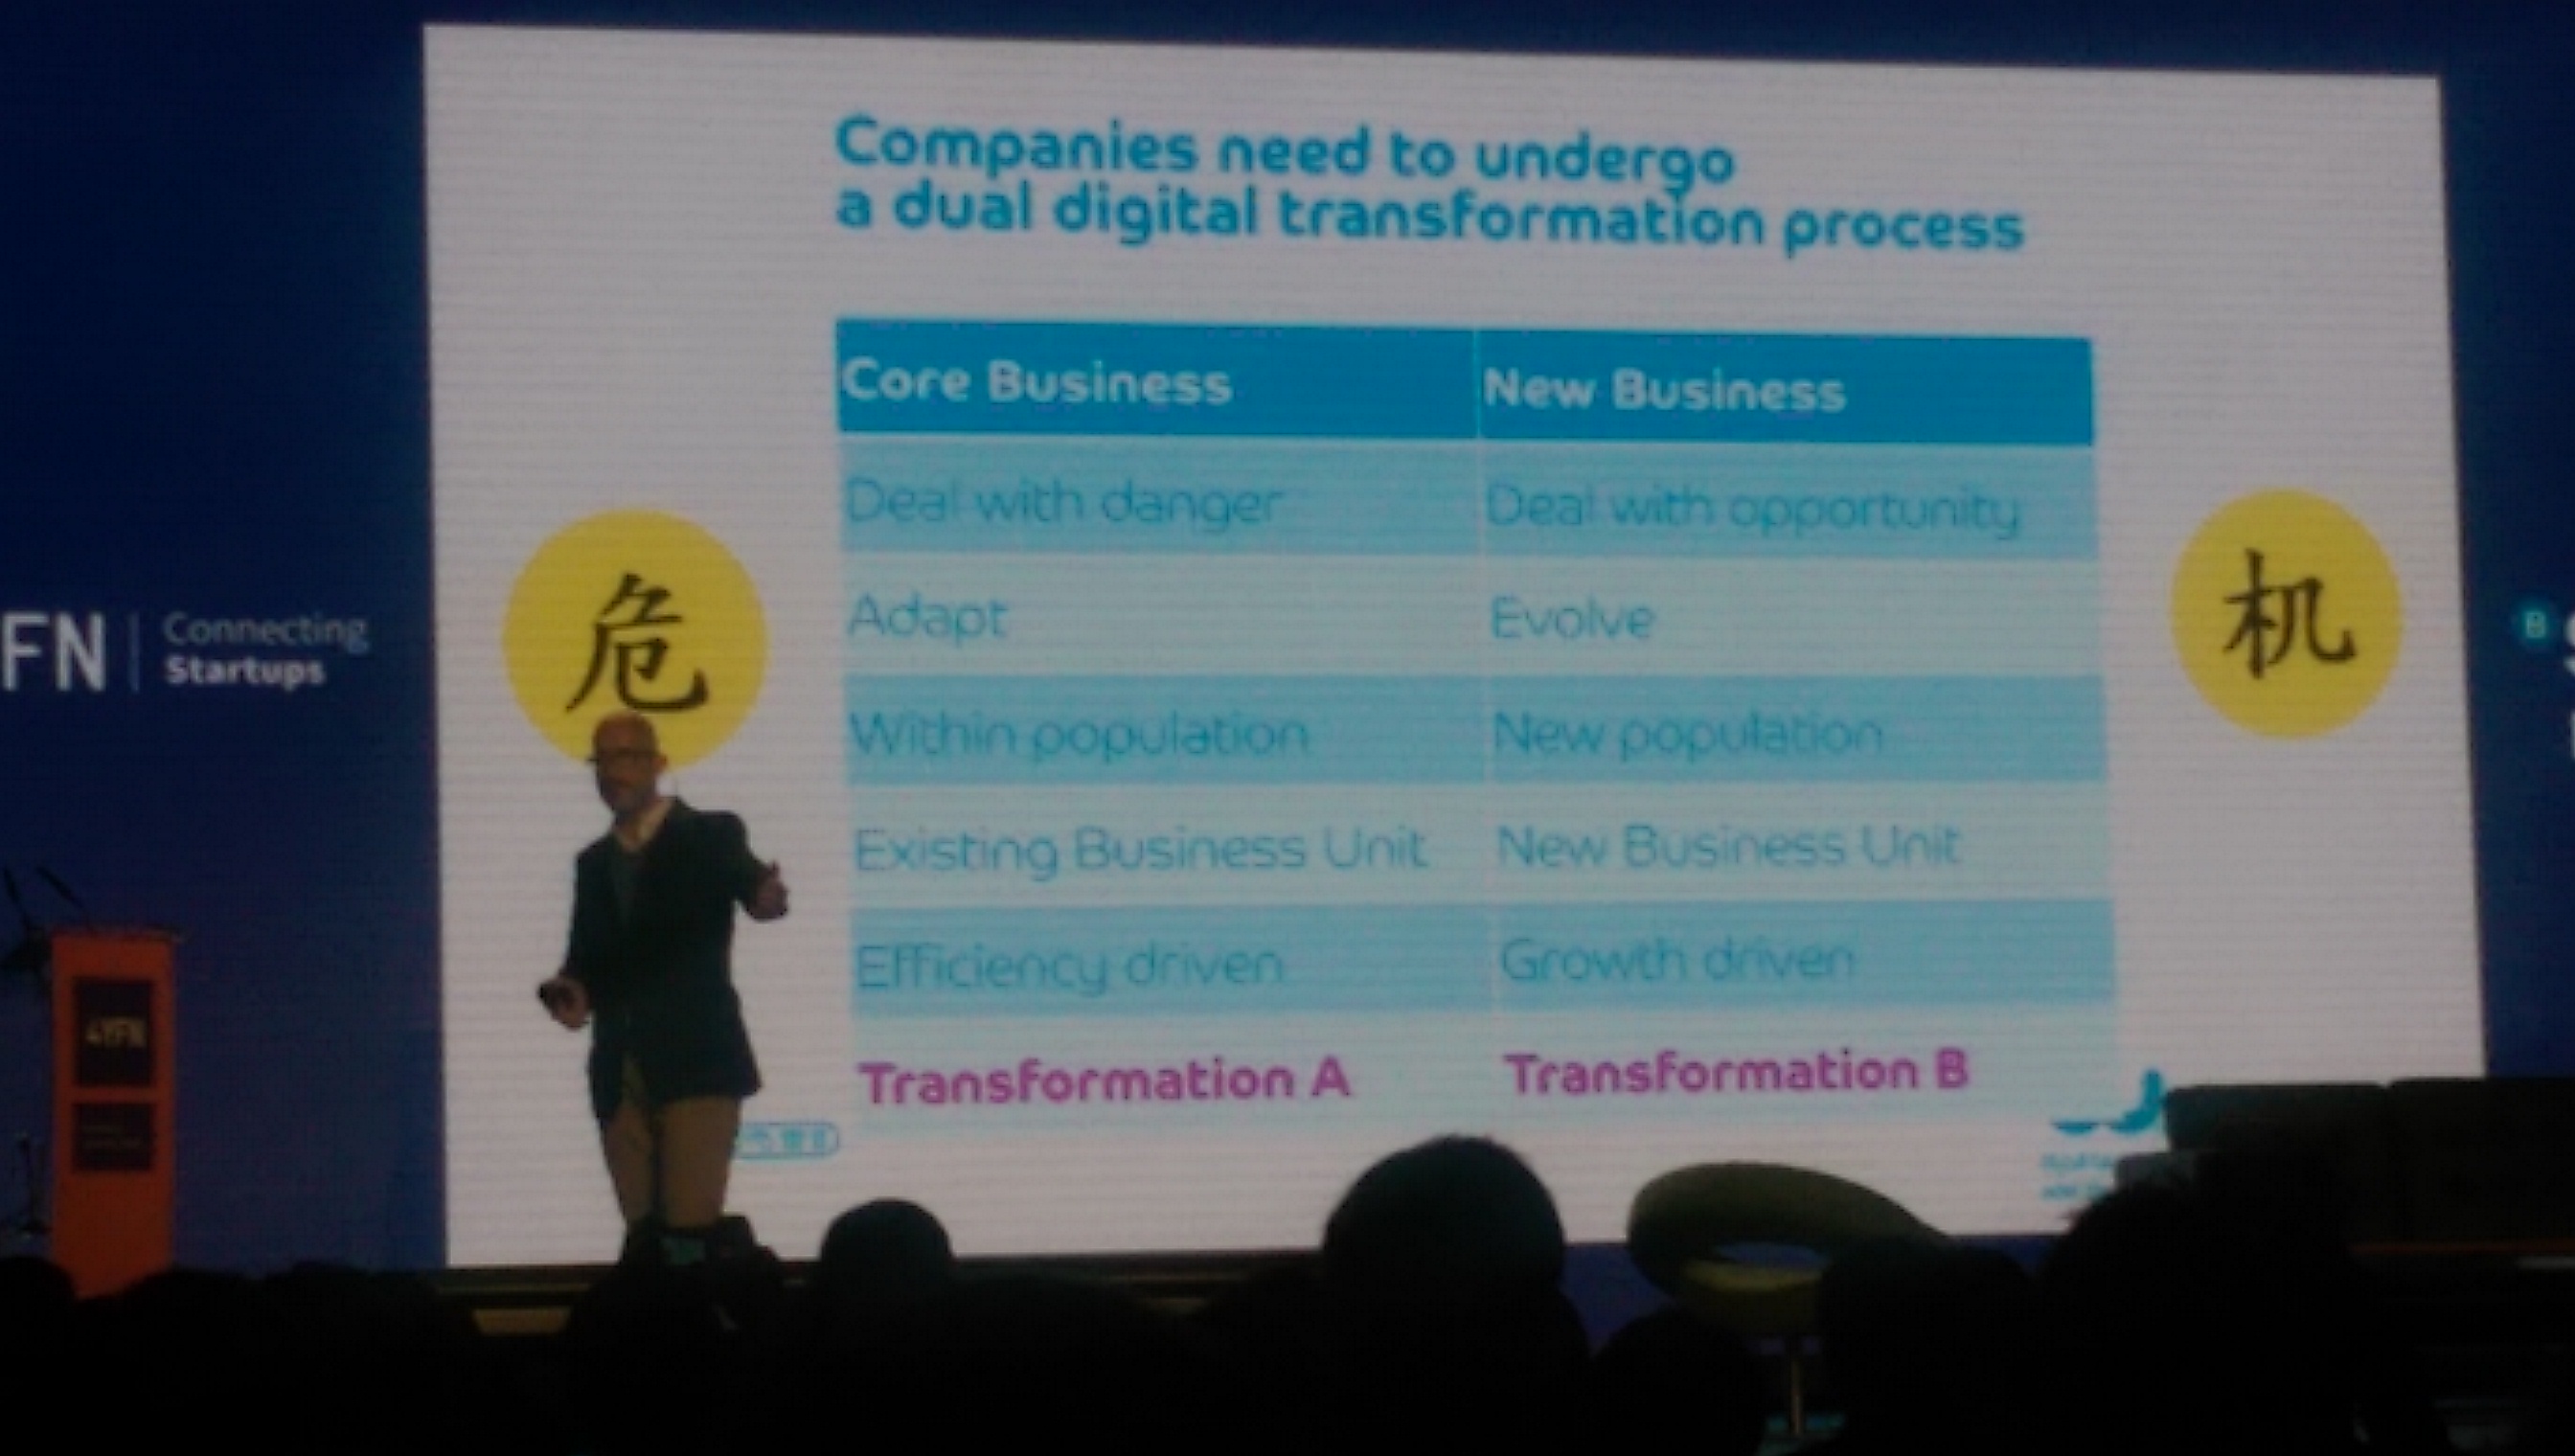 Companies need to undergo
a dual digital transformation process
Core Business New Business
Deal with danger Deal with opportunity
Adapt Evolve
Within population New population
Existing Business Unit New Business Unit
Efficiency driven Growth driven
Transformation A Transformation B
危
机
FN Connecting
Startups
B
4YFN